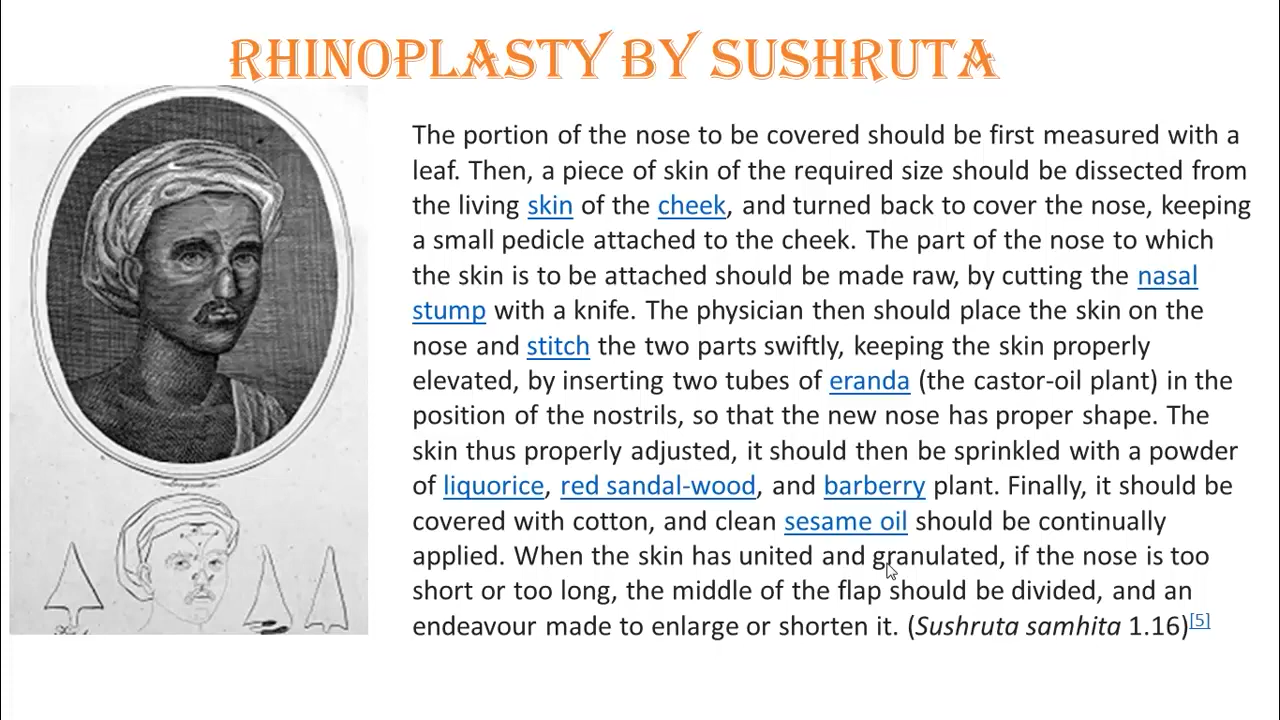 RHINOPLASTY BY SUSHRUTA
The portion of the nose to be covered should be first measured with a
leaf. Then, a piece of skin of the required size should be dissected from
the living skin of the cheek, and turned back to cover the nose, keeping
a small pedicle attached to the cheek. The part of the nose to which
the skin is to be attached should be made raw, by cutting the nasal
stump with a knife. The physician then should place the skin on the
nose and stitch the two parts swiftly, keeping the skin properly
elevated, by inserting two tubes of eranda (the castor-oil plant) in the
position of the nostrils, so that the new nose has proper shape. The
skin thus properly adjusted, it should then be sprinkled with a powder
of liquorice, red sandal-wood, and barberry plant. Finally, it should be
covered with cotton, and clean sesame oil should be continually
applied. When the skin has united and granulated, if the nose is too
short or too long, the middle of the flap should be divided, and an
endeavour made to enlarge or shorten it. (Sushruta samhita 1.16)[5]